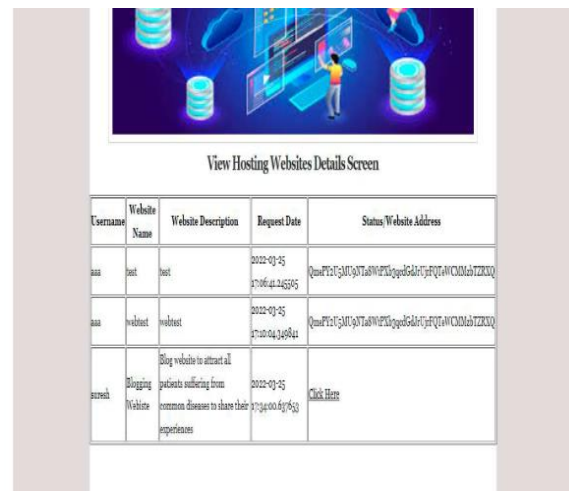 View Hosting Websites Details Screen
Username Website Name Website Description Request Date Status/Website Address
aaa test test 2022-03-25 17:06:41.245505
aaa webtest webtest 2022-03-25 17:10:04.349841
suresh Blogging Webiste Blog website to attract all patients suffering from common diseases to share their experiences 2022-03-25 17:34:00.637653 Click Here